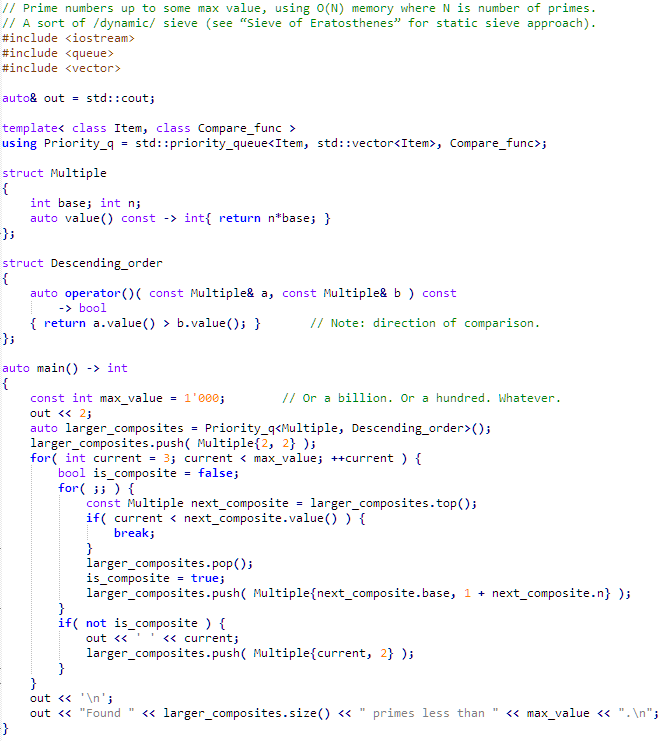 // Prime numbers up to some max value, using O(N) memory where N is number of primes.
// A sort of /dynamic/ sieve (see “Sieve of Eratosthenes” for static sieve approach).
#include <iostream>
#include <queue>
#include <vector>

auto& out = std::cout;

template< class Item, class Compare_func >
using Priority_q = std::priority_queue<Item, std::vector<Item>, Compare_func>;

struct Multiple
{
    int base; int n;
    auto value() const -> int{ return n*base; }
};

struct Descending_order
{
    auto operator()( const Multiple& a, const Multiple& b ) const
        -> bool
    { return a.value() > b.value(); }       // Note: direction of comparison.
};

auto main() -> int
{
    const int max_value = 1'000;        // Or a billion. Or a hundred. Whatever.
    out << 2;
    auto larger_composites = Priority_q<Multiple, Descending_order>();
    larger_composites.push( Multiple{2, 2} );
    for( int current = 3; current < max_value; ++current ) {
        bool is_composite = false;
        for( ;; ) {
            const Multiple next_composite = larger_composites.top();
            if( current < next_composite.value() ) {
                break;
            }
            larger_composites.pop();
            is_composite = true;
            larger_composites.push( Multiple{next_composite.base, 1 + next_composite.n} );
        }
        if( not is_composite ) {
            out << ' ' << current;
            larger_composites.push( Multiple{current, 2} );
        }
    }
    out << '\n';
    out << "Found " << larger_composites.size() << " primes less than " << max_value << ".\n";
}